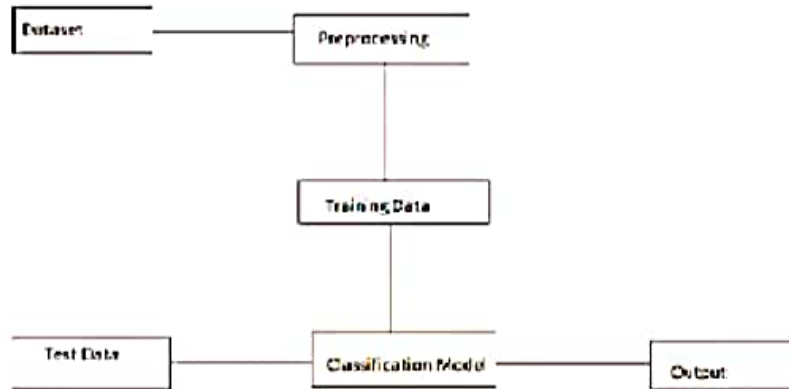 Dataset
Preprocessing
Training Data
Test Data
Classification Model
Output